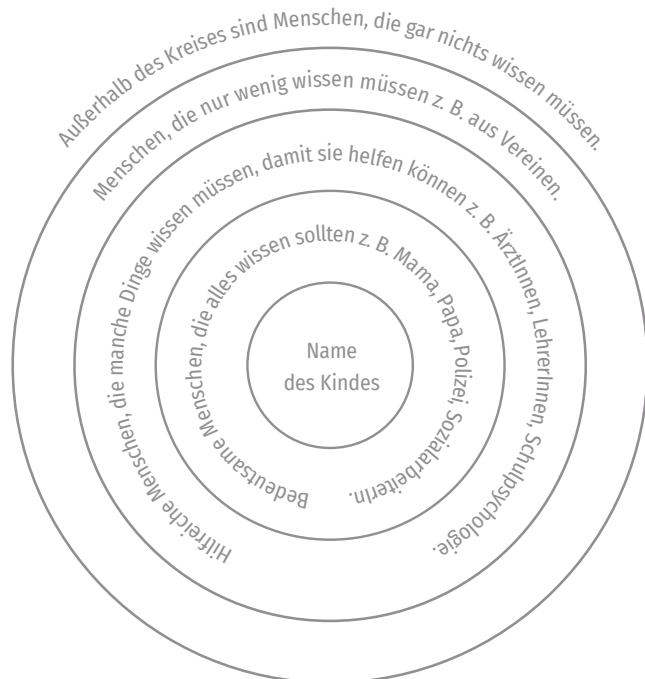 Außerhalb des Kreises sind Menschen, die gar nichts wissen müssen.
Menschen, die nur wenig wissen müssen z. B. aus Vereinen.
Hilfreiche Menschen, die manche Dinge wissen müssen, damit sie helfen können z. B. ÄrztInnen, LehrerInnen, Schulpsychologie.
Bedeutsame Menschen, die alles wissen sollten z. B. Mama, Papa, Polizei, SozialarbeiterIn.
Name
des Kindes